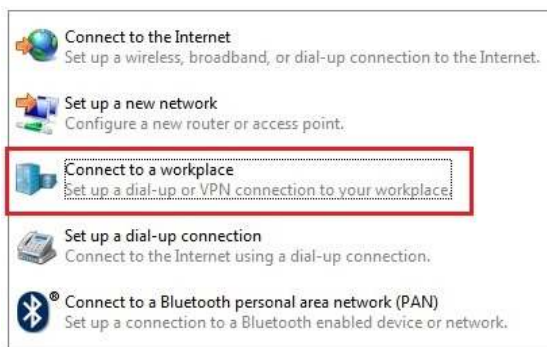 Connect to the Internet
Set up a wireless, broadband, or dial-up connection to the Internet.
Set up a new network
Configure a new router or access point.
Connect to a workplace
Set up a dial-up or VPN connection to your workplace.
Set up a dial-up connection
Connect to the Internet using a dial-up connection.
® Connect to a Bluetooth personal area network (PAN)
Set up a connection to a Bluetooth enabled device or network.